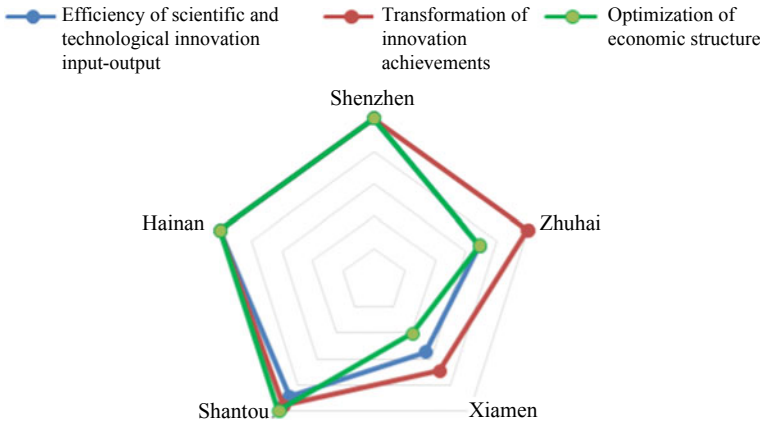 Efficiency of scientific and
technological innovation
input-output
Transformation of
innovation
achievements
Optimization of
economic structure
Shenzhen
Hainan
Zhuhai
Shantou
Xiamen